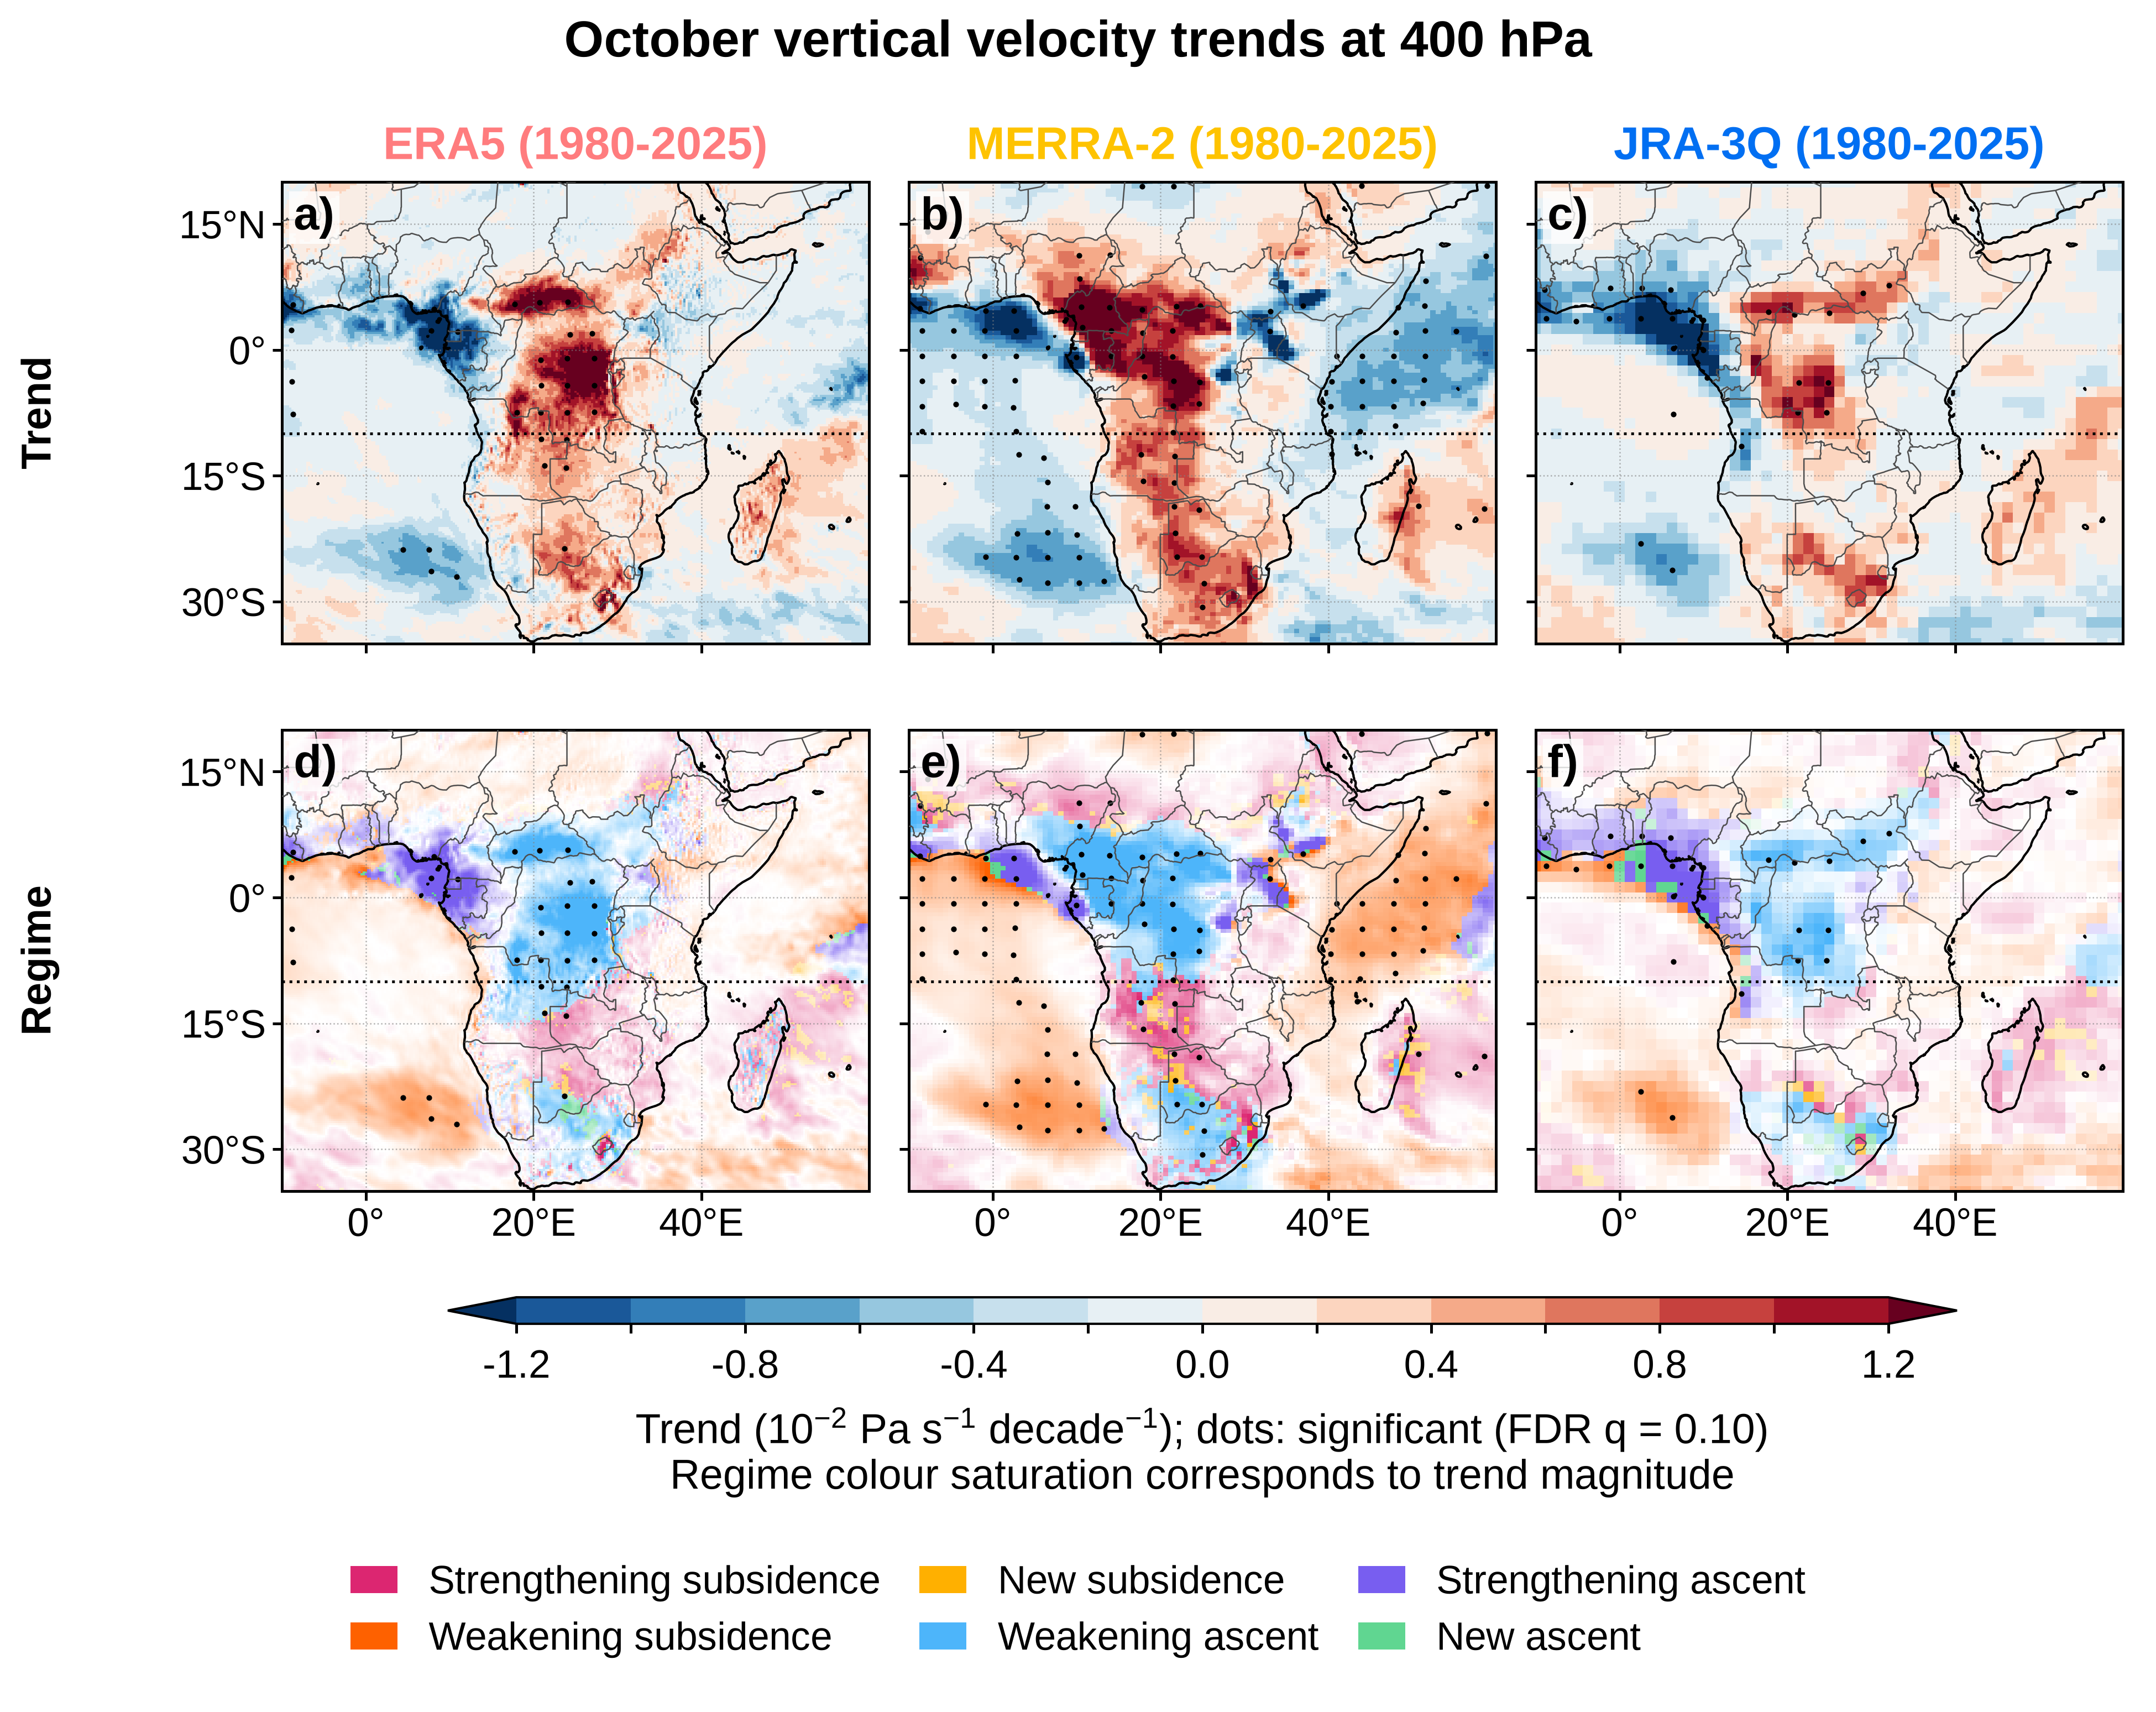 October vertical velocity trends at 400 hPa
ERA5 (1980-2025)
MERRA-2 (1980-2025)
JRA-3Q (1980-2025)
Trend
a)
b)
c)
15°N
0°
15°S
30°S
Regime
d)
e)
f)
15°N
0°
15°S
30°S
0° 20°E 40°E
0° 20°E 40°E
0° 20°E 40°E
-1.2 -0.8 -0.4 0.0 0.4 0.8 1.2
Trend (10⁻² Pa s⁻¹ decade⁻¹); dots: significant (FDR q = 0.10)
Regime colour saturation corresponds to trend magnitude
Strengthening subsidence New subsidence Strengthening ascent
Weakening subsidence Weakening ascent New ascent